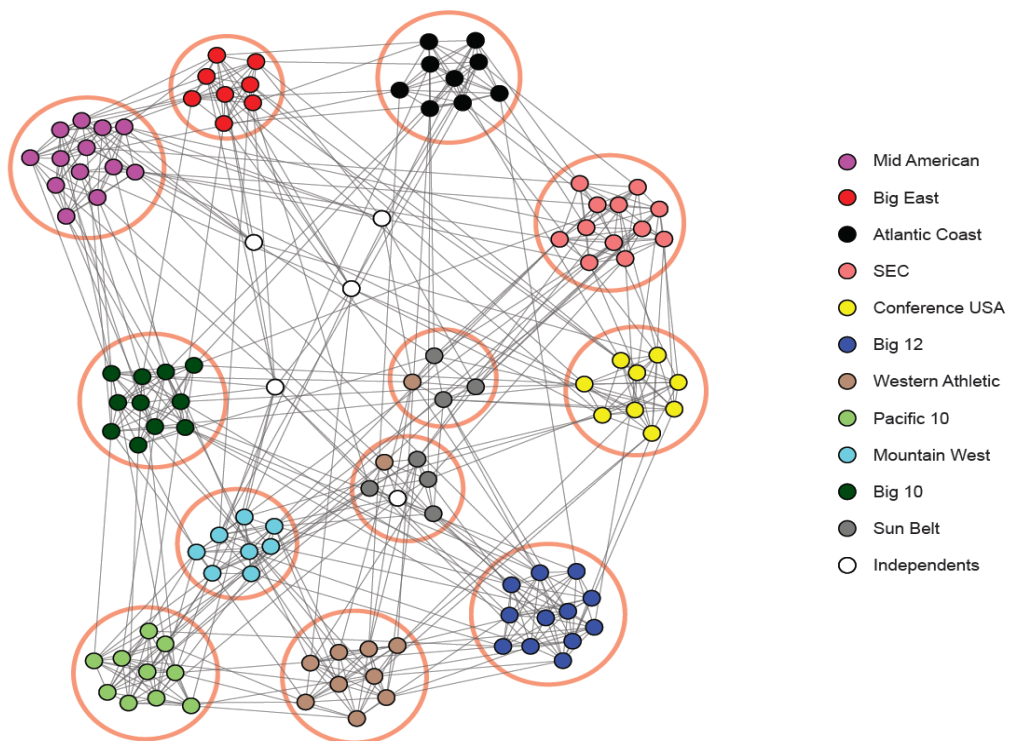 Mid American
Big East
Atlantic Coast
SEC
Conference USA
Big 12
Western Athletic
Pacific 10
Mountain West
Big 10
Sun Belt
Independents